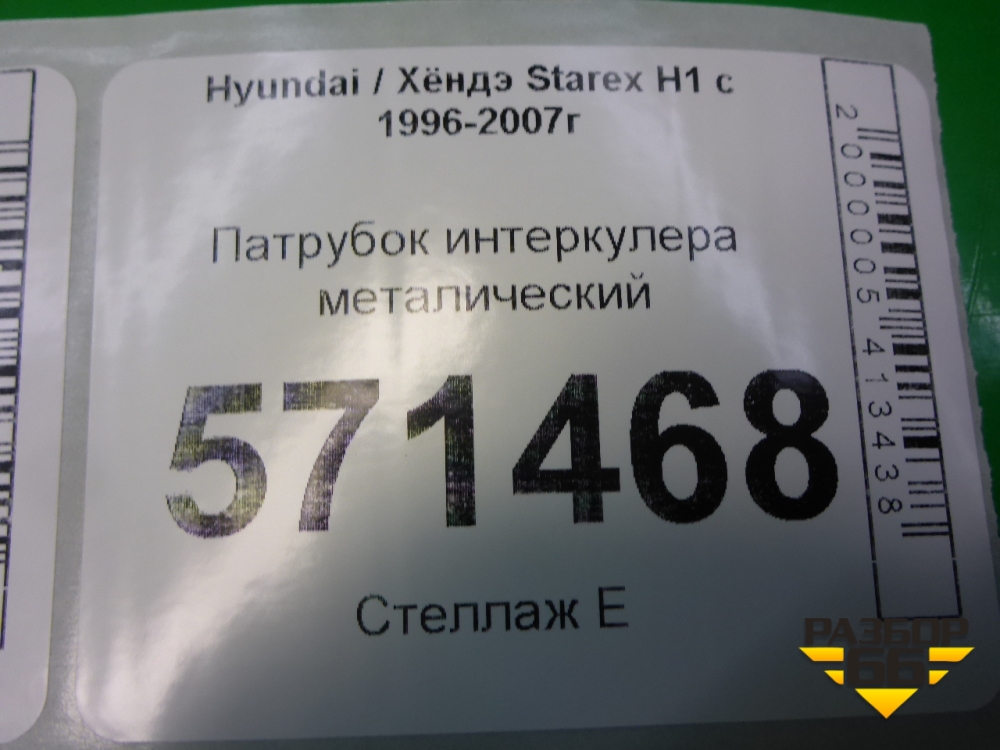 Hyundai / Хёндэ Starex H1 с
1996-2007г
Патрубок интеркулера
металический
571468
Стеллаж Е
2000005413438
РАЗБОР
66